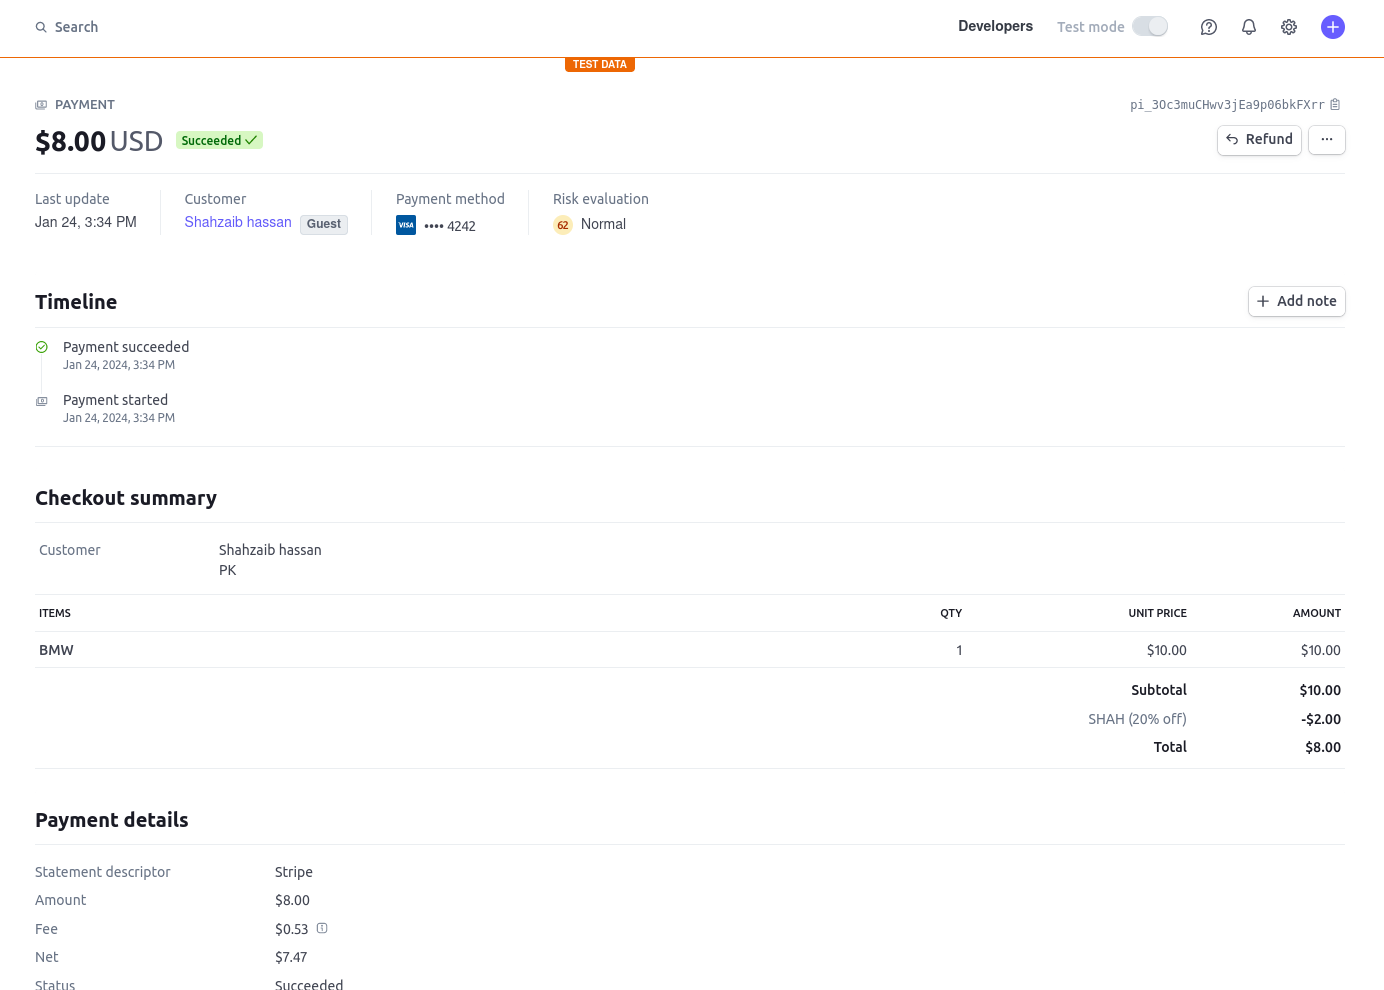 Search
Developers Test mode
TEST DATA
PAYMENT pi_3Oc3muCHwv3jEa9p06bkFXrr
$8.00 USD Succeeded Refund ...
Last update Customer Payment method Risk evaluation
Jan 24, 3:34 PM Shahzaib hassan Guest VISA •••• 4242 62 Normal
Timeline Add note
Payment succeeded
Jan 24, 2024, 3:34 PM
Payment started
Jan 24, 2024, 3:34 PM
Checkout summary
Customer Shahzaib hassan
PK
ITEMS QTY UNIT PRICE AMOUNT
BMW 1 $10.00 $10.00
Subtotal $10.00
SHAH (20% off) -$2.00
Total $8.00
Payment details
Statement descriptor Stripe
Amount $8.00
Fee $0.53
Net $7.47
Status Succeeded